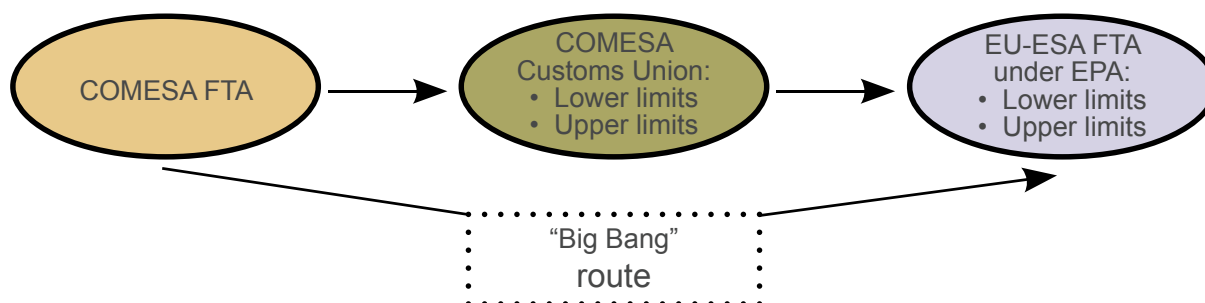 COMESA FTA
COMESA
Customs Union:
• Lower limits
• Upper limits
EU-ESA FTA
under EPA:
• Lower limits
• Upper limits
“Big Bang”
route